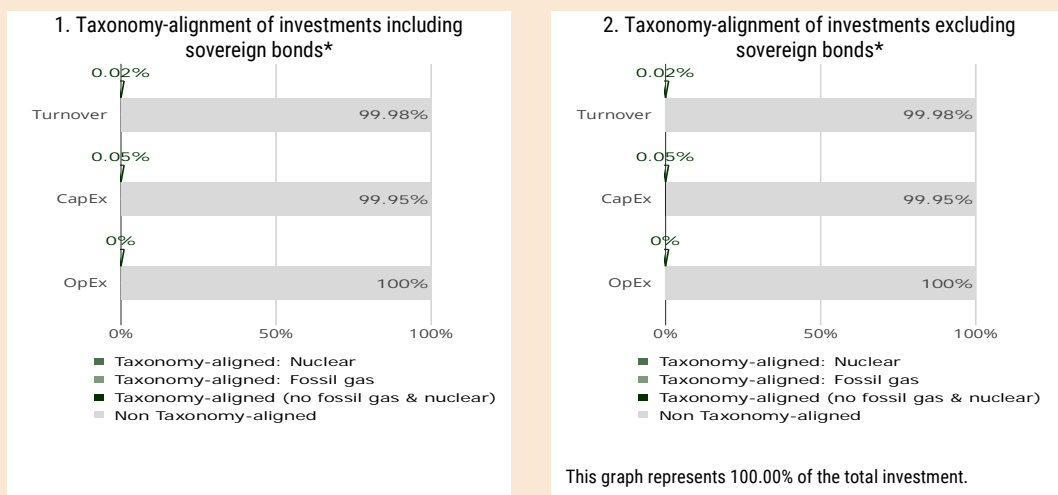 1. Taxonomy-alignment of investments including
sovereign bonds*
0.02%
Turnover
99.98%
0.05%
CapEx
99.95%
0%
OpEx
100%
0%
50%
100%
Taxonomy-aligned: Nuclear
Taxonomy-aligned: Fossil gas
Taxonomy-aligned (no fossil gas & nuclear)
Non Taxonomy-aligned
2. Taxonomy-alignment of investments excluding
sovereign bonds*
0.02%
Turnover
99.98%
0.05%
CapEx
99.95%
0%
OpEx
100%
0%
50%
100%
Taxonomy-aligned: Nuclear
Taxonomy-aligned: Fossil gas
Taxonomy-aligned (no fossil gas & nuclear)
Non Taxonomy-aligned
This graph represents 100.00% of the total investment.